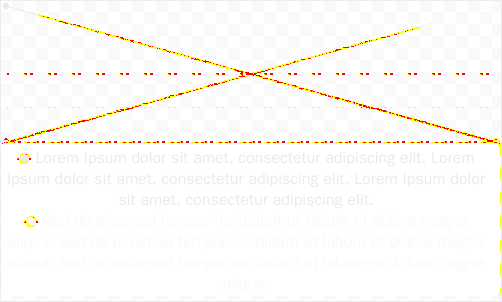 Lorem Ipsum dolor sit amet, consectetur adipiscing elit. Lorem
Ipsum dolor sit amet, consectetur adipiscing elit. Lorem Ipsum dolor
sit amet, consectetur adipiscing elit.
Sed do eiusmod tempor incididunt ut labore et dolore magna
aliqua. Sed do eiusmod tempor incididunt ut labore et dolore magna
aliqua. Sed do eiusmod tempor incididunt ut labore et dolore magna
aliqua.